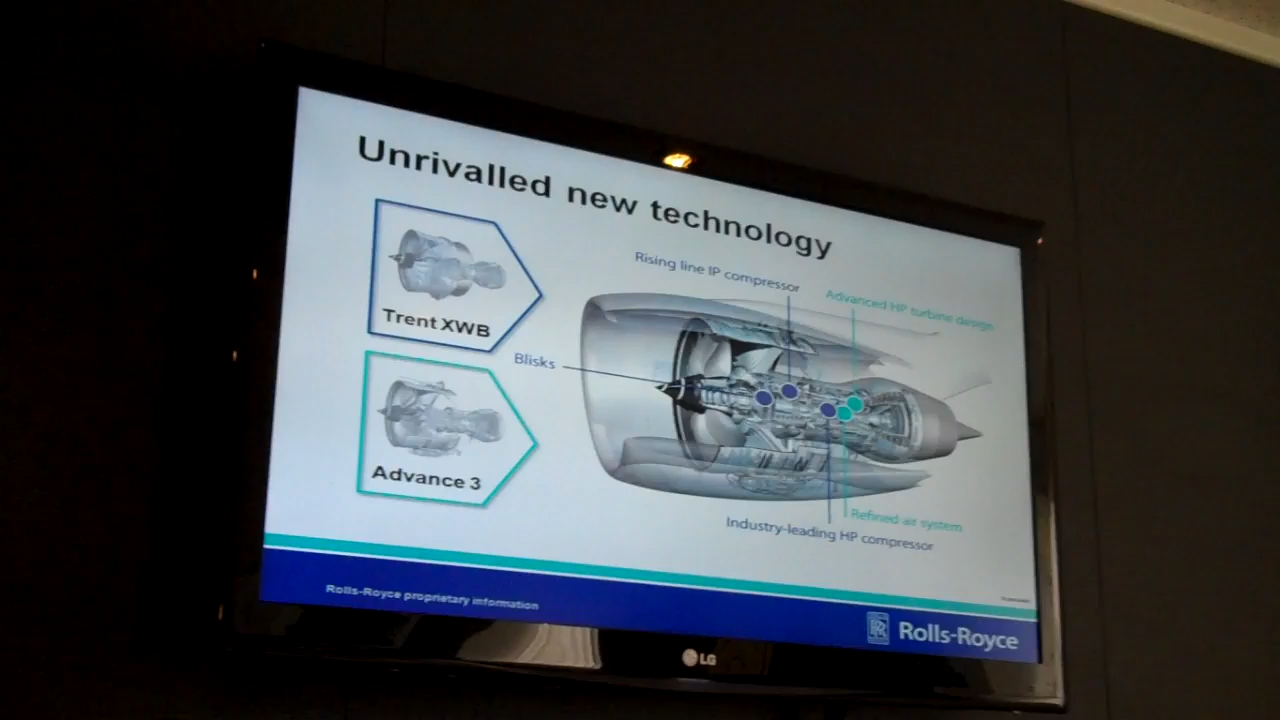 Unrivalled new technology
Rising line IP compressor
Advanced HP turbine design
Trent XWB
Blisks
Advance 3
Refined air system
Industry-leading HP compressor
Rolls-Royce proprietary information
RR Rolls-Royce
LG